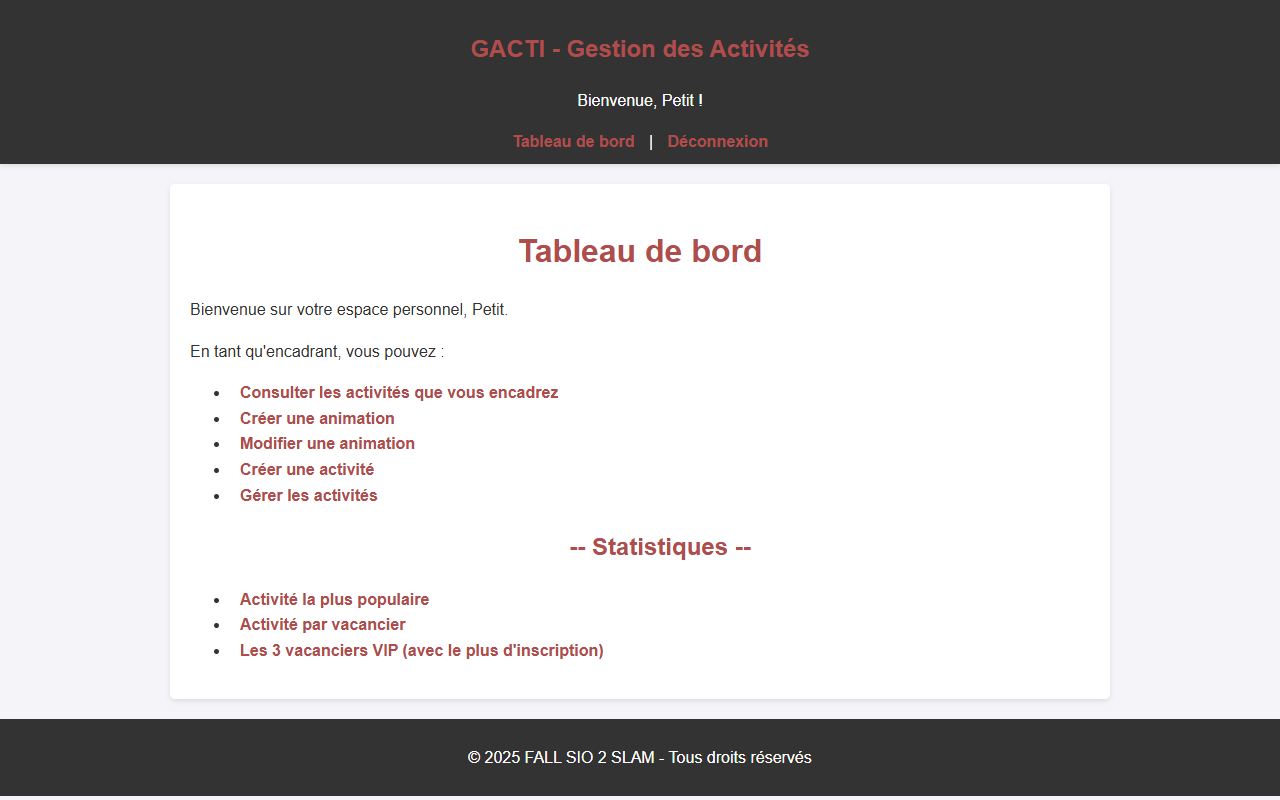 GACTI - Gestion des Activités
Bienvenue, Petit !
Tableau de bord | Déconnexion
Tableau de bord
Bienvenue sur votre espace personnel, Petit.
En tant qu'encadrant, vous pouvez :
• Consulter les activités que vous encadrez
• Créer une animation
• Modifier une animation
• Créer une activité
• Gérer les activités
-- Statistiques --
• Activité la plus populaire
• Activité par vacancier
• Les 3 vacanciers VIP (avec le plus d'inscription)
© 2025 FALL SIO 2 SLAM - Tous droits réservés